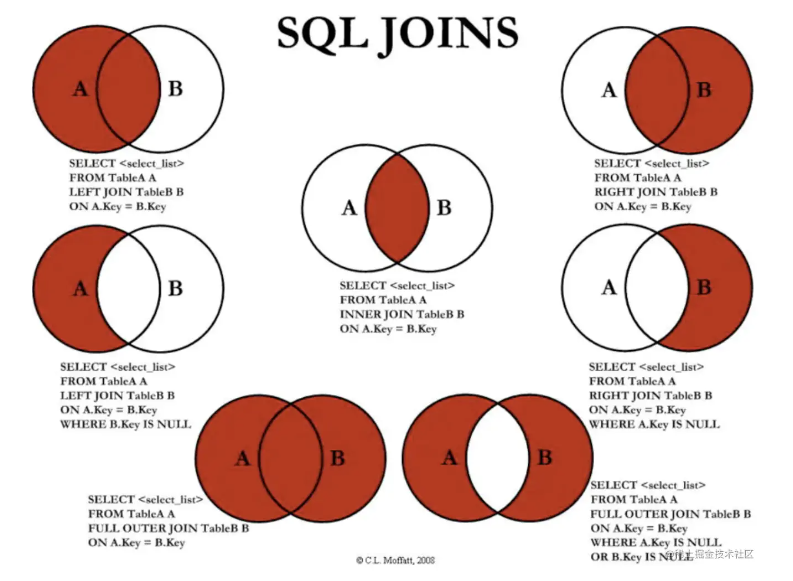 SQL JOINS
A B
SELECT <select_list>
FROM TableA A
LEFT JOIN TableB B
ON A.Key = B.Key
A B
SELECT <select_list>
FROM TableA A
RIGHT JOIN TableB B
ON A.Key = B.Key
A B
SELECT <select_list>
FROM TableA A
INNER JOIN TableB B
ON A.Key = B.Key
A B
SELECT <select_list>
FROM TableA A
LEFT JOIN TableB B
ON A.Key = B.Key
WHERE B.Key IS NULL
A B
SELECT <select_list>
FROM TableA A
RIGHT JOIN TableB B
ON A.Key = B.Key
WHERE A.Key IS NULL
A B
SELECT <select_list>
FROM TableA A
FULL OUTER JOIN TableB B
ON A.Key = B.Key
A B
SELECT <select_list>
FROM TableA A
FULL OUTER JOIN TableB B
ON A.Key = B.Key
WHERE A.Key IS NULL
OR B.Key IS NULL
@稀土掘金技术社区
© C.L. Moffatt, 2008